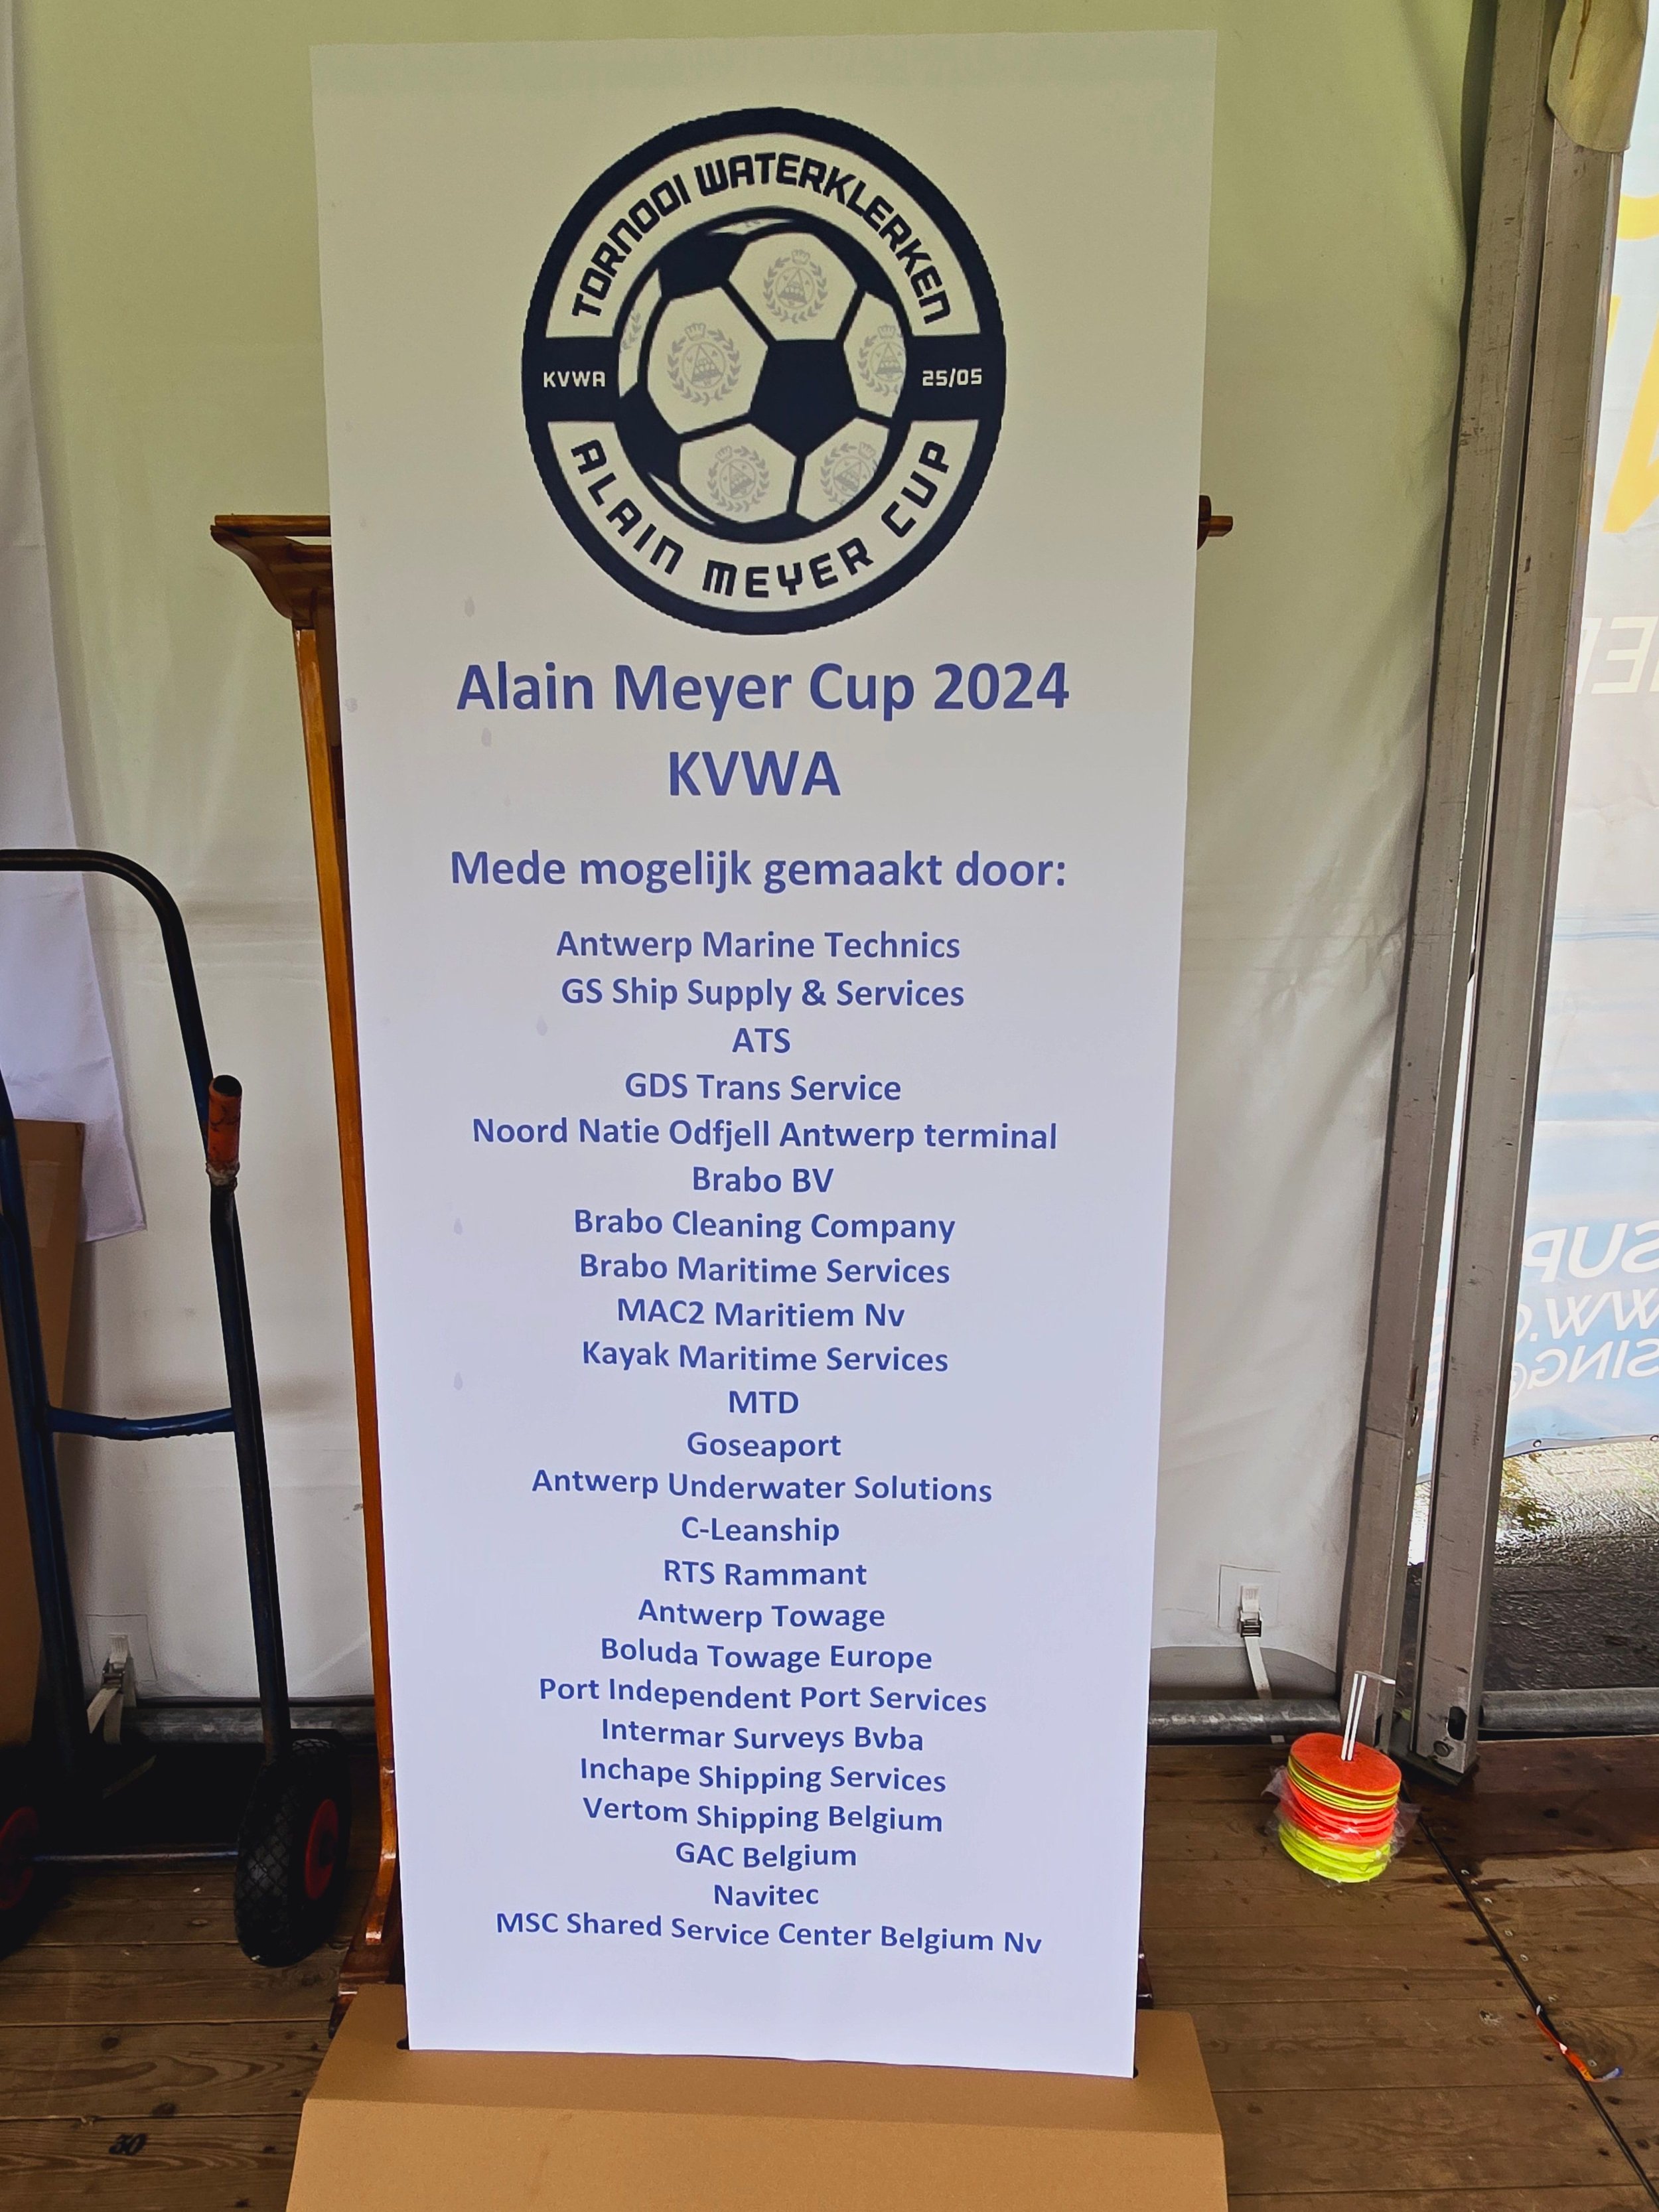 TORNOOI WATERKLERKEN
KVWA
25/05
ALAIN MEYER CUP
Alain Meyer Cup 2024
KVWA
Mede mogelijk gemaakt door:
Antwerp Marine Technics
GS Ship Supply & Services
ATS
GDS Trans Service
Noord Natie Odfjell Antwerp terminal
Brabo BV
Brabo Cleaning Company
Brabo Maritime Services
MAC2 Maritiem Nv
Kayak Maritime Services
MTD
Goseaport
Antwerp Underwater Solutions
C-Leanship
RTS Rammant
Antwerp Towage
Boluda Towage Europe
Port Independent Port Services
Intermar Surveys Bvba
Inchape Shipping Services
Vertom Shipping Belgium
GAC Belgium
Navitec
MSC Shared Service Center Belgium Nv
30